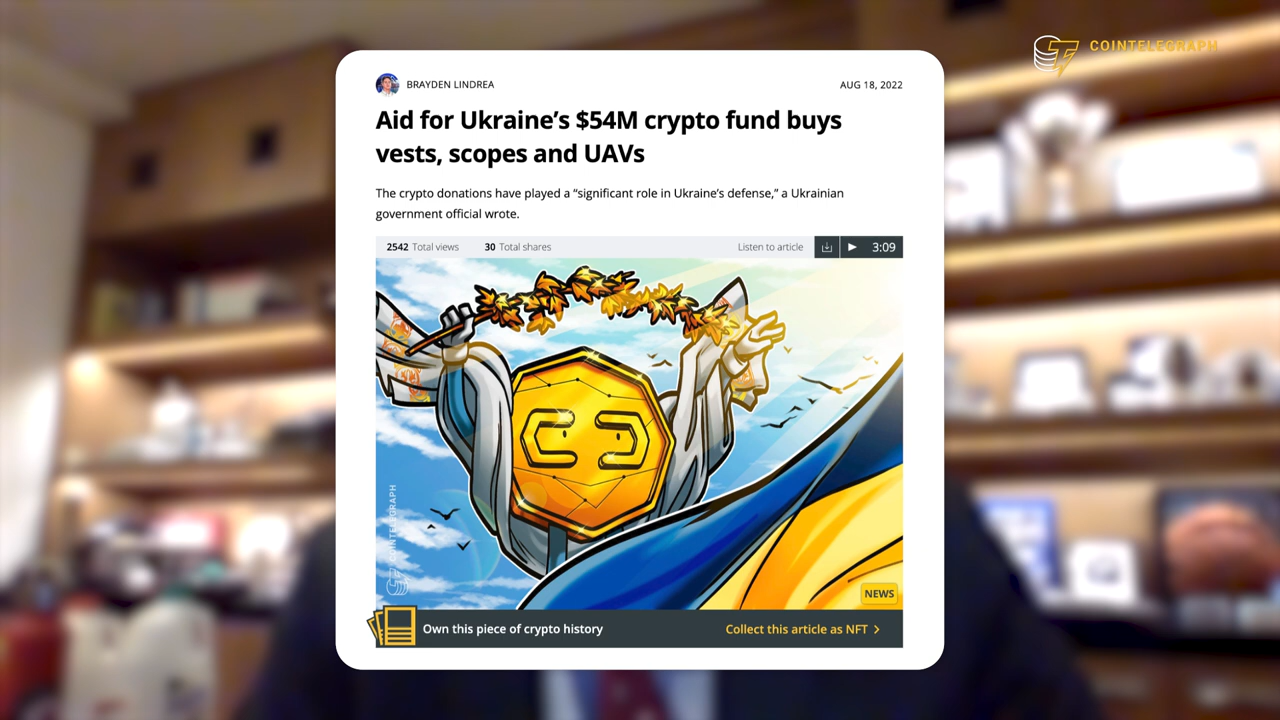 COINTELEGRAPH
BRAYDEN LINDREA
AUG 18, 2022
Aid for Ukraine’s $54M crypto fund buys
vests, scopes and UAVs
The crypto donations have played a “significant role in Ukraine’s defense,” a Ukrainian
government official wrote.
2542 Total views
30 Total shares
Listen to article
3:09
COINTELEGRAPH
NEWS
Own this piece of crypto history
Collect this article as NFT